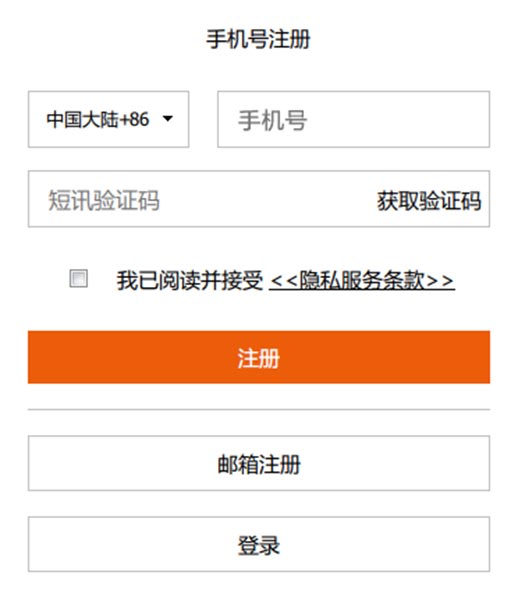 手机号注册
中国大陆+86 手机号
短讯验证码 获取验证码
我已阅读并接受 <<隐私服务条款>>
注册
邮箱注册
登录